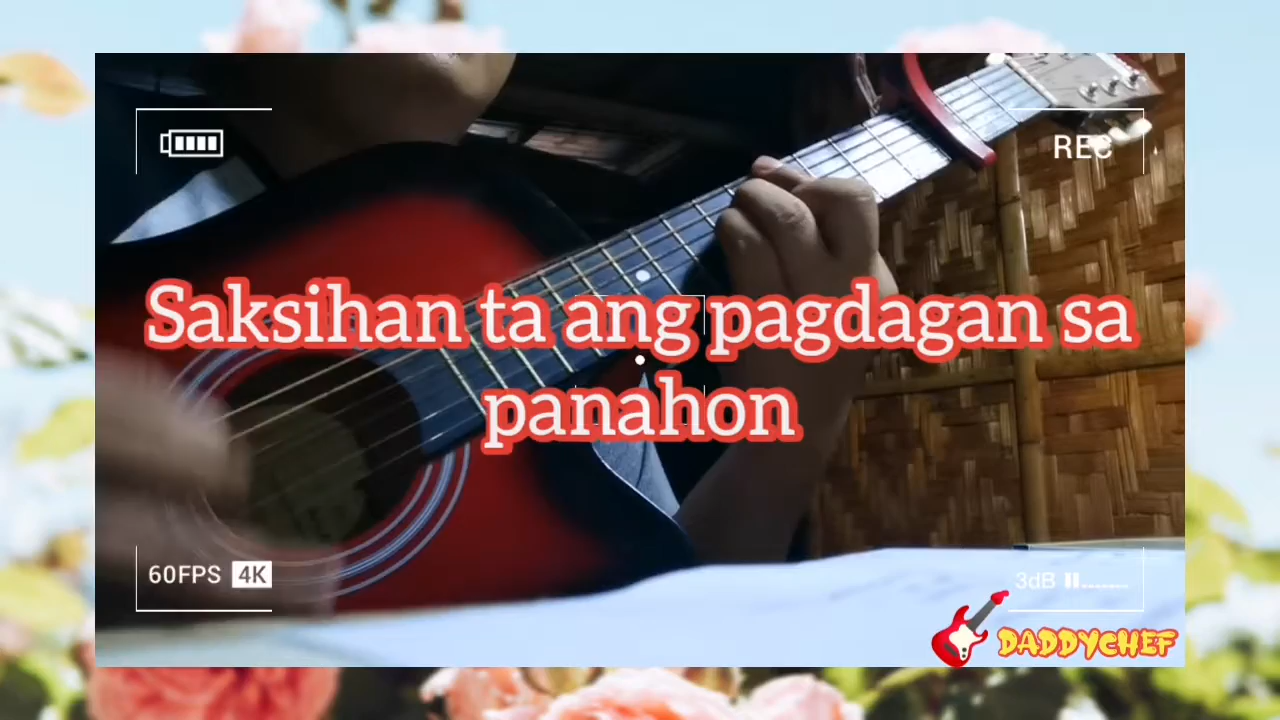 REC
Saksihan ta ang pagdagan sa
panahon
60FPS 4K
3dB
DADDYCHEF